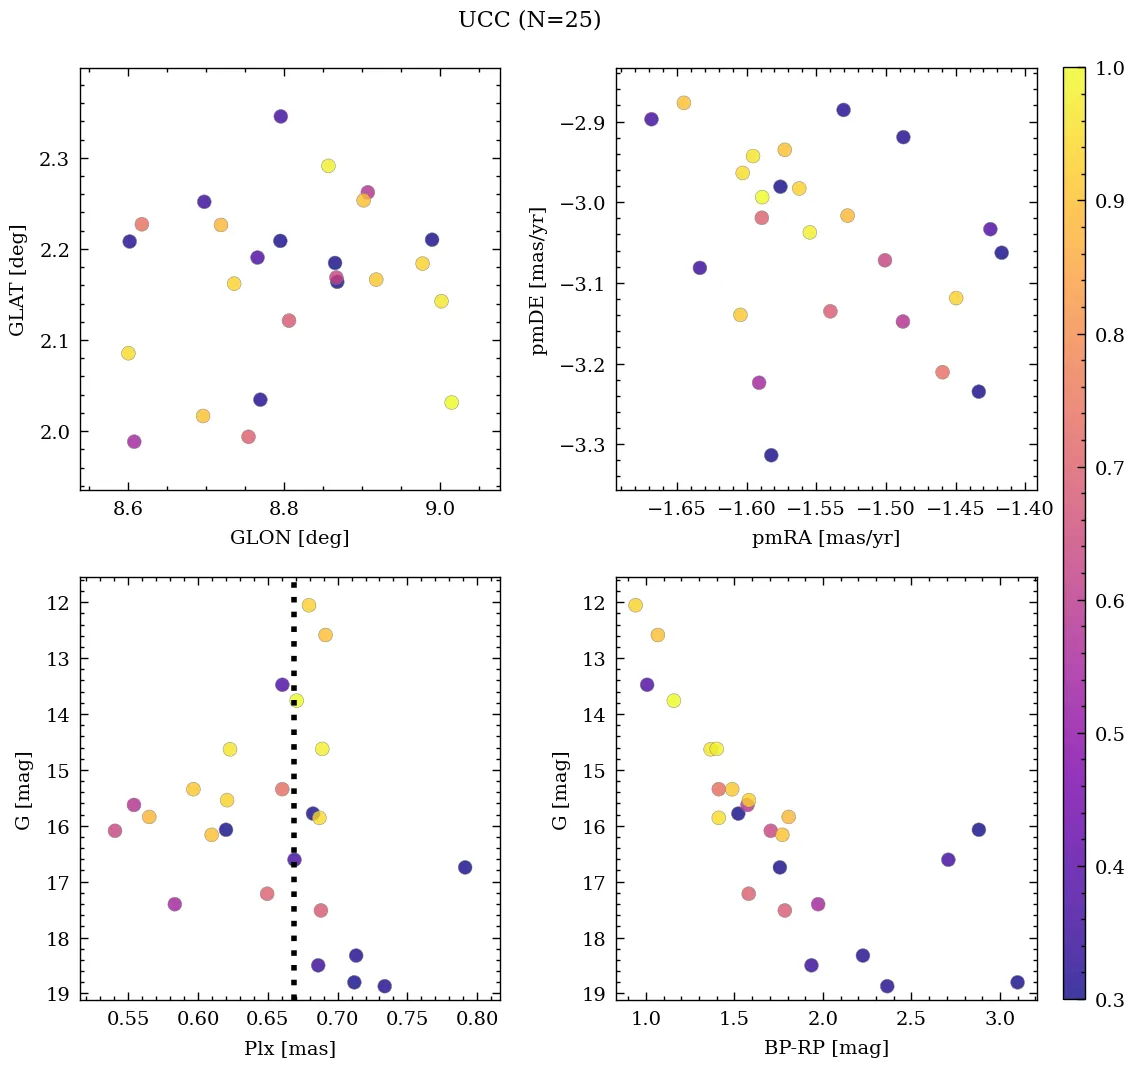 UCC (N=25)
2.3
2.2
2.1
2.0
GLAT [deg]
8.6 8.8 9.0
GLON [deg]
−2.9
−3.0
−3.1
−3.2
−3.3
pmDE [mas/yr]
−1.65 −1.60 −1.55 −1.50 −1.45 −1.40
pmRA [mas/yr]
12
13
14
15
16
17
18
19
G [mag]
0.55 0.60 0.65 0.70 0.75 0.80
Plx [mas]
12
13
14
15
16
17
18
19
G [mag]
1.0 1.5 2.0 2.5 3.0
BP-RP [mag]
1.0
0.9
0.8
0.7
0.6
0.5
0.4
0.3